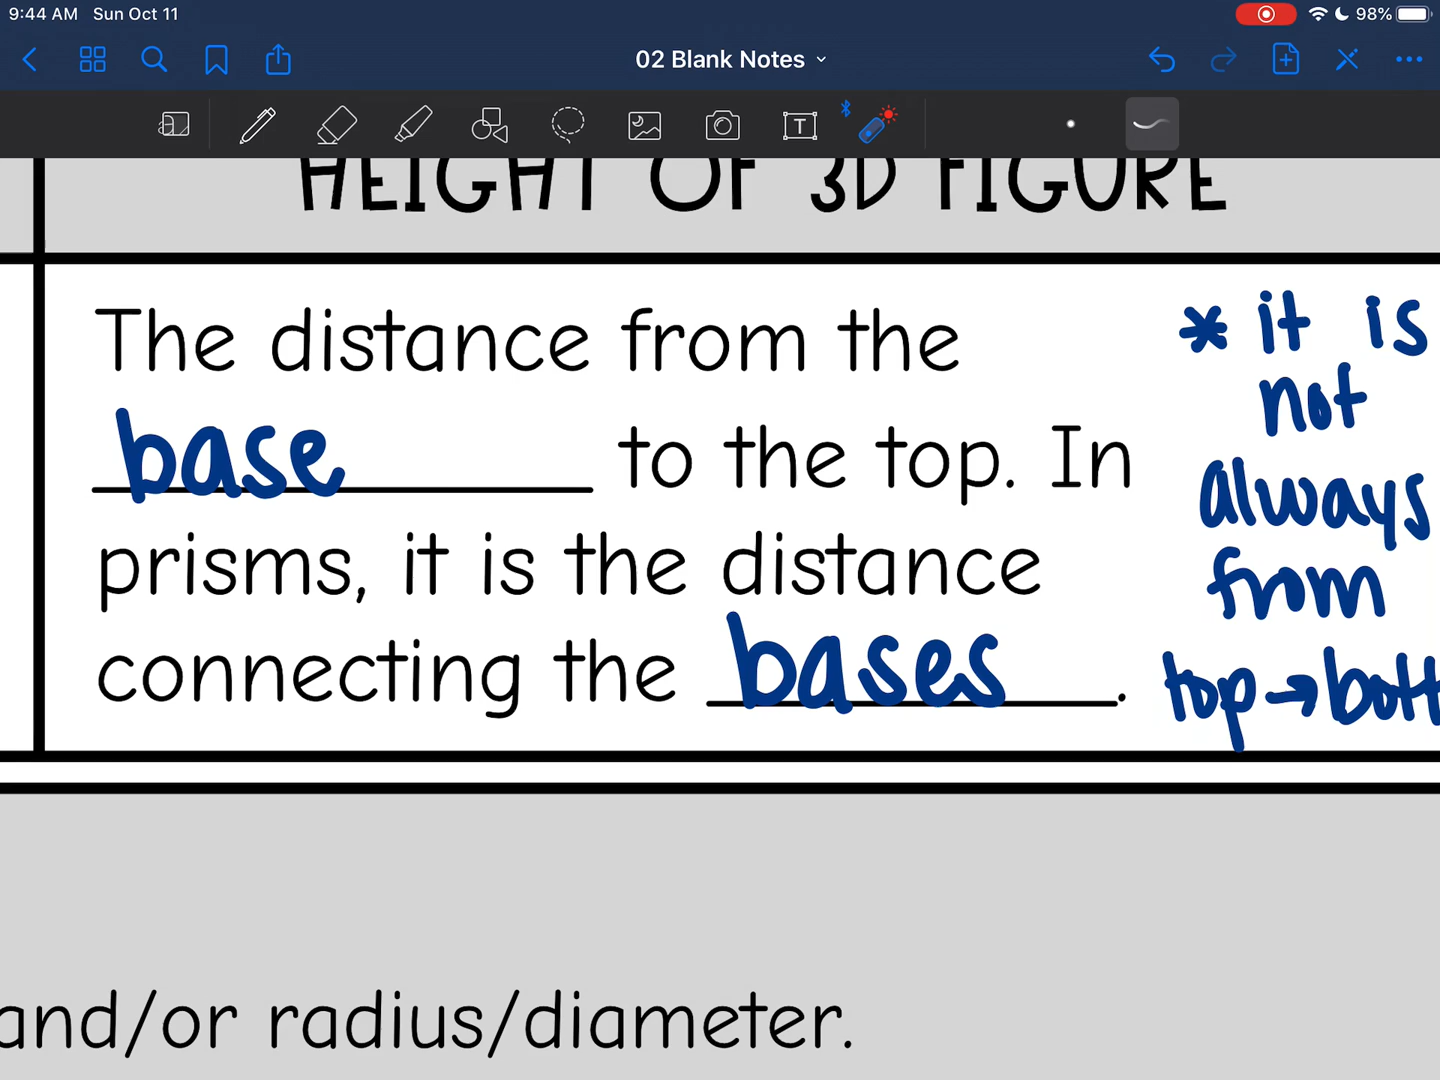 9:44 AM Sun Oct 11
98%
02 Blank Notes
T
HEIGHT OF 3D FIGURE
The distance from the
base to the top. In
prisms, it is the distance
connecting the bases.
* it is
not
always
from
top→bott
and/or radius/diameter.